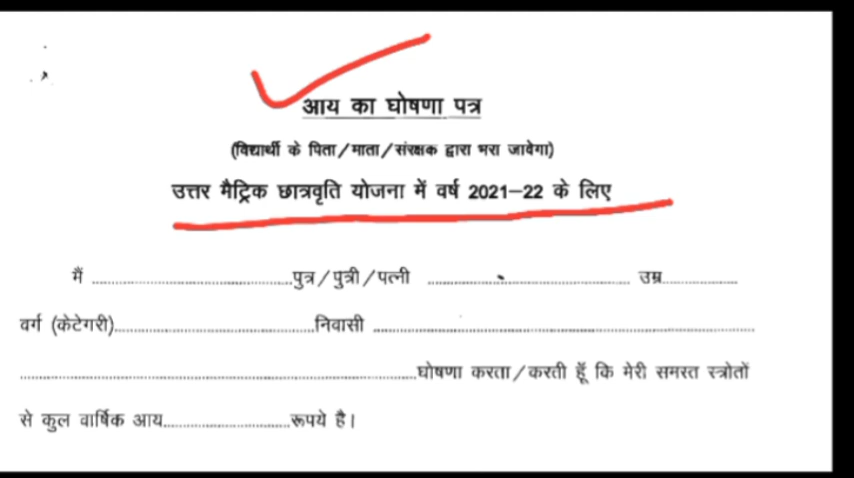 आय का घोषणा पत्र
(विद्यार्थी के पिता/माता/संरक्षक द्वारा भरा जावेगा)
उत्तर मैट्रिक छात्रवृति योजना में वर्ष 2021–22 के लिए
मैं ........................................पुत्र/पुत्री/पत्नी ........................................ उम्र...............
वर्ग (केटेगरी)........................................निवासी ................................................................................
................................................................................घोषणा करता/करती हूँ कि मेरी समस्त स्त्रोतों
से कुल वार्षिक आय..........................रूपये है।